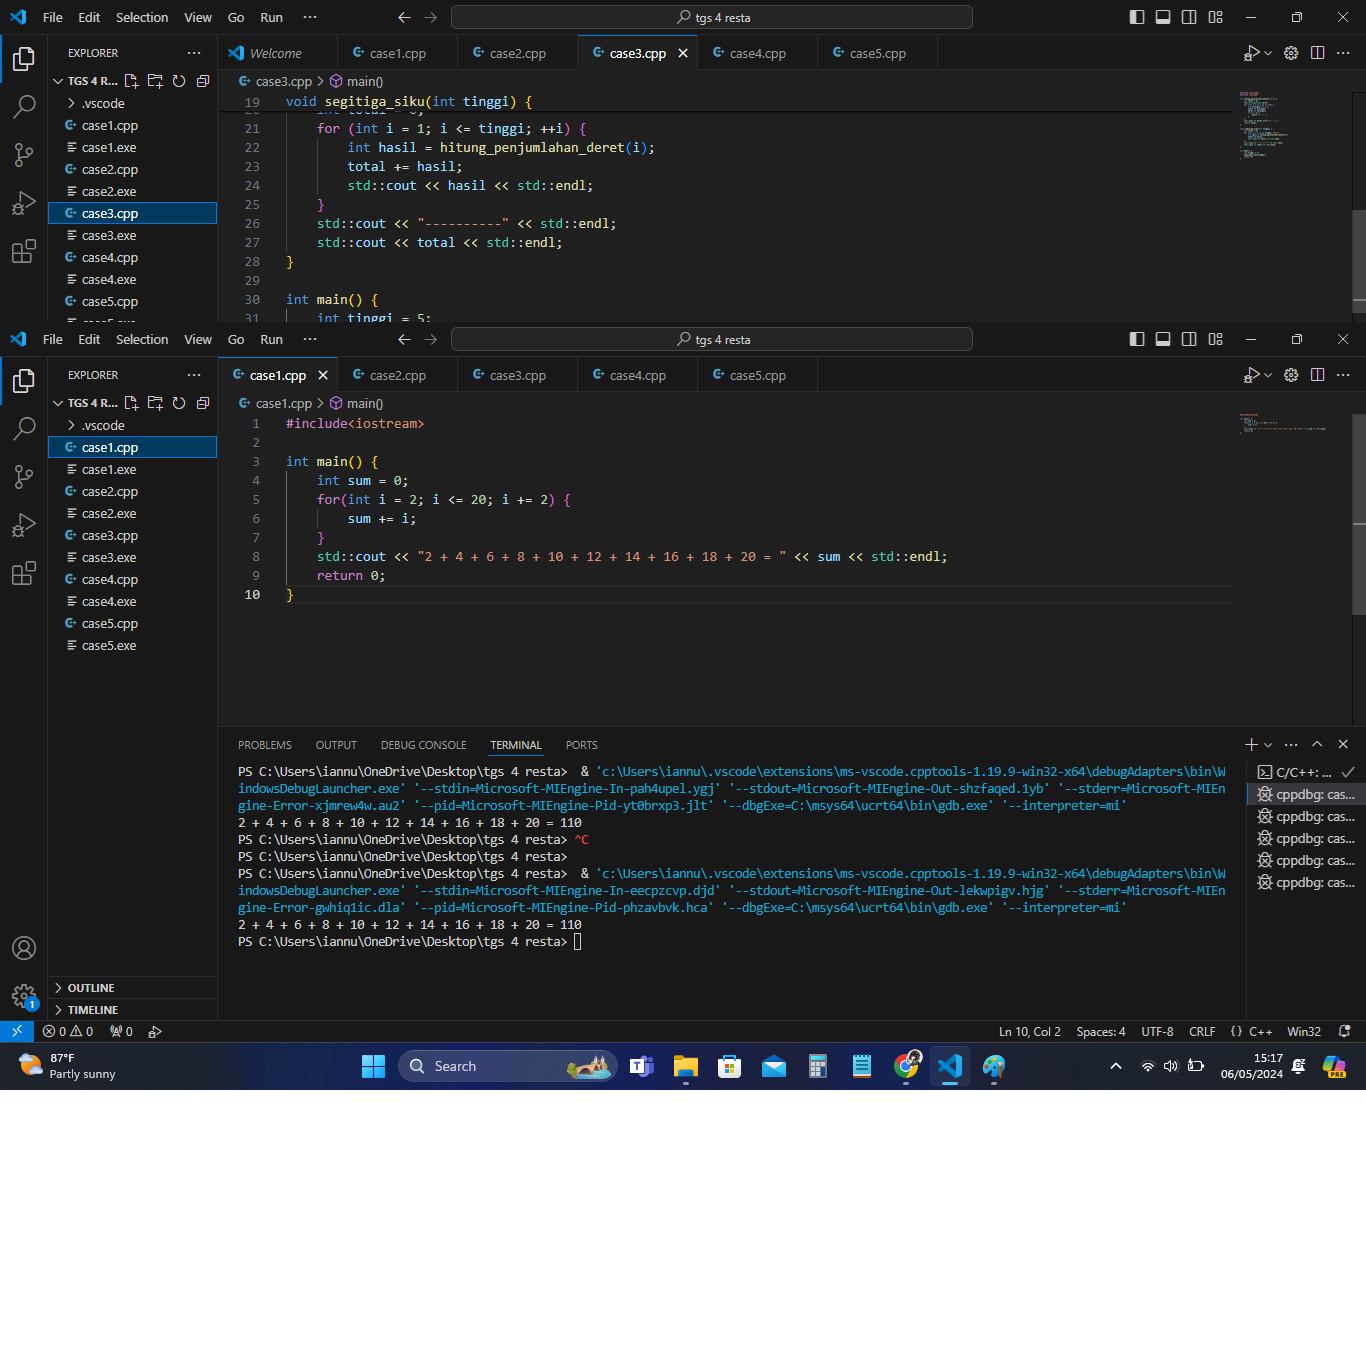 File Edit Selection View Go Run ··· tgs 4 resta
EXPLORER ··· Welcome case1.cpp case2.cpp case3.cpp case4.cpp case5.cpp ···
TGS 4 R... case3.cpp > main()
.vscode
case1.cpp
case1.exe
case2.cpp
case2.exe
case3.cpp
case3.exe
case4.cpp
case4.exe
case5.cpp
19 void segitiga_siku(int tinggi) {
21 for (int i = 1; i <= tinggi; ++i) {
22 int hasil = hitung_penjumlahan_deret(i);
23 total += hasil;
24 std::cout << hasil << std::endl;
25 }
26 std::cout << "----------" << std::endl;
27 std::cout << total << std::endl;
28 }
29
30 int main() {
31 int tinggi = 5;
File Edit Selection View Go Run ··· tgs 4 resta
EXPLORER ··· case1.cpp case2.cpp case3.cpp case4.cpp case5.cpp ···
TGS 4 R... case1.cpp > main()
.vscode
case1.cpp
case1.exe
case2.cpp
case2.exe
case3.cpp
case3.exe
case4.cpp
case4.exe
case5.cpp
case5.exe
OUTLINE
TIMELINE
1 #include<iostream>
2
3 int main() {
4 int sum = 0;
5 for(int i = 2; i <= 20; i += 2) {
6 sum += i;
7 }
8 std::cout << "2 + 4 + 6 + 8 + 10 + 12 + 14 + 16 + 18 + 20 = " << sum << std::endl;
9 return 0;
10 }
PROBLEMS OUTPUT DEBUG CONSOLE TERMINAL PORTS
PS C:\Users\iannu\OneDrive\Desktop\tgs 4 resta> & 'c:\Users\iannu\.vscode\extensions\ms-vscode.cpptools-1.19.9-win32-x64\debugAdapters\bin\W
indowsDebugLauncher.exe' '--stdin=Microsoft-MIEngine-In-pah4upel.ygj' '--stdout=Microsoft-MIEngine-Out-shzfaqed.1yb' '--stderr=Microsoft-MIEn
gine-Error-xjmrew4w.au2' '--pid=Microsoft-MIEngine-Pid-yt0brxp3.jlt' '--dbgExe=C:\msys64\ucrt64\bin\gdb.exe' '--interpreter=mi'
2 + 4 + 6 + 8 + 10 + 12 + 14 + 16 + 18 + 20 = 110
PS C:\Users\iannu\OneDrive\Desktop\tgs 4 resta> ^C
PS C:\Users\iannu\OneDrive\Desktop\tgs 4 resta>
PS C:\Users\iannu\OneDrive\Desktop\tgs 4 resta> & 'c:\Users\iannu\.vscode\extensions\ms-vscode.cpptools-1.19.9-win32-x64\debugAdapters\bin\W
indowsDebugLauncher.exe' '--stdin=Microsoft-MIEngine-In-eecpzcvp.djd' '--stdout=Microsoft-MIEngine-Out-lekwpigv.hjg' '--stderr=Microsoft-MIEn
gine-Error-gwhiq1ic.dla' '--pid=Microsoft-MIEngine-Pid-phzavbvk.hca' '--dbgExe=C:\msys64\ucrt64\bin\gdb.exe' '--interpreter=mi'
2 + 4 + 6 + 8 + 10 + 12 + 14 + 16 + 18 + 20 = 110
PS C:\Users\iannu\OneDrive\Desktop\tgs 4 resta>
C/C++: ...
cppdbg: cas...
cppdbg: cas...
cppdbg: cas...
cppdbg: cas...
cppdbg: cas...
1
0 0 0 Ln 10, Col 2 Spaces: 4 UTF-8 CRLF {} C++ Win32
87°F
Partly sunny
Search
PRE
15:17
06/05/2024